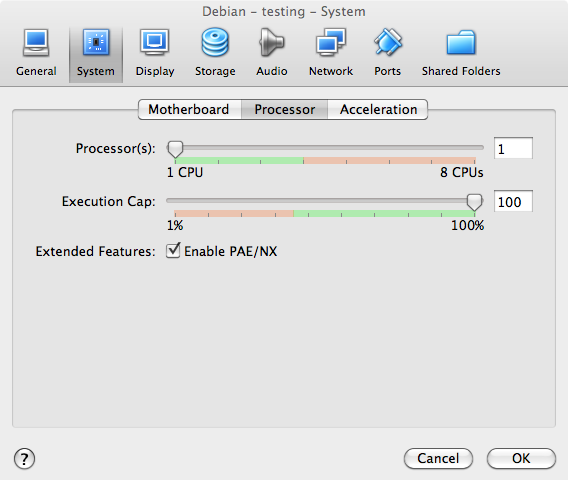 Debian – testing – System
General System Display Storage Audio Network Ports Shared Folders
Motherboard Processor Acceleration
Processor(s): 1
1 CPU 8 CPUs
Execution Cap: 100
1% 100%
Extended Features: Enable PAE/NX
? Cancel OK